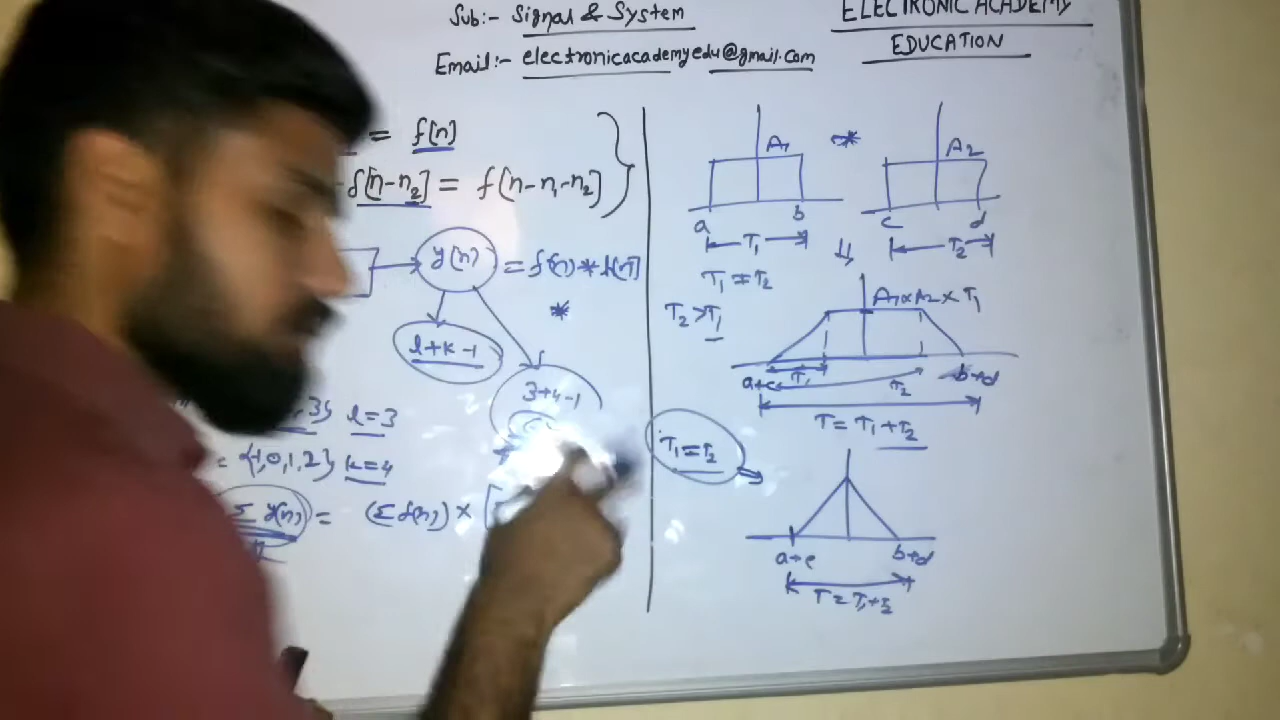 Sub:- Signal & System
ELECTRONIC ACADEMY
EDUCATION
Email:- electronicacademyedu@gmail.com
= f[n]
f[n-n2] = f[n-n1-n2]
y(n) = f(n) * h[n]
*
l+k-1
3+4-1
3} l=3
= {1,0,1,2} k=4
Σ y(n) = (Σ f(n)) × [
A1 * A2
a b c d
T1 T2
T1 = T2
T2 > T1
A1×A2×T1
a+c T1 T2 b+d
T = T1+T2
T1=T2
a+c b+d
T=T1+T2